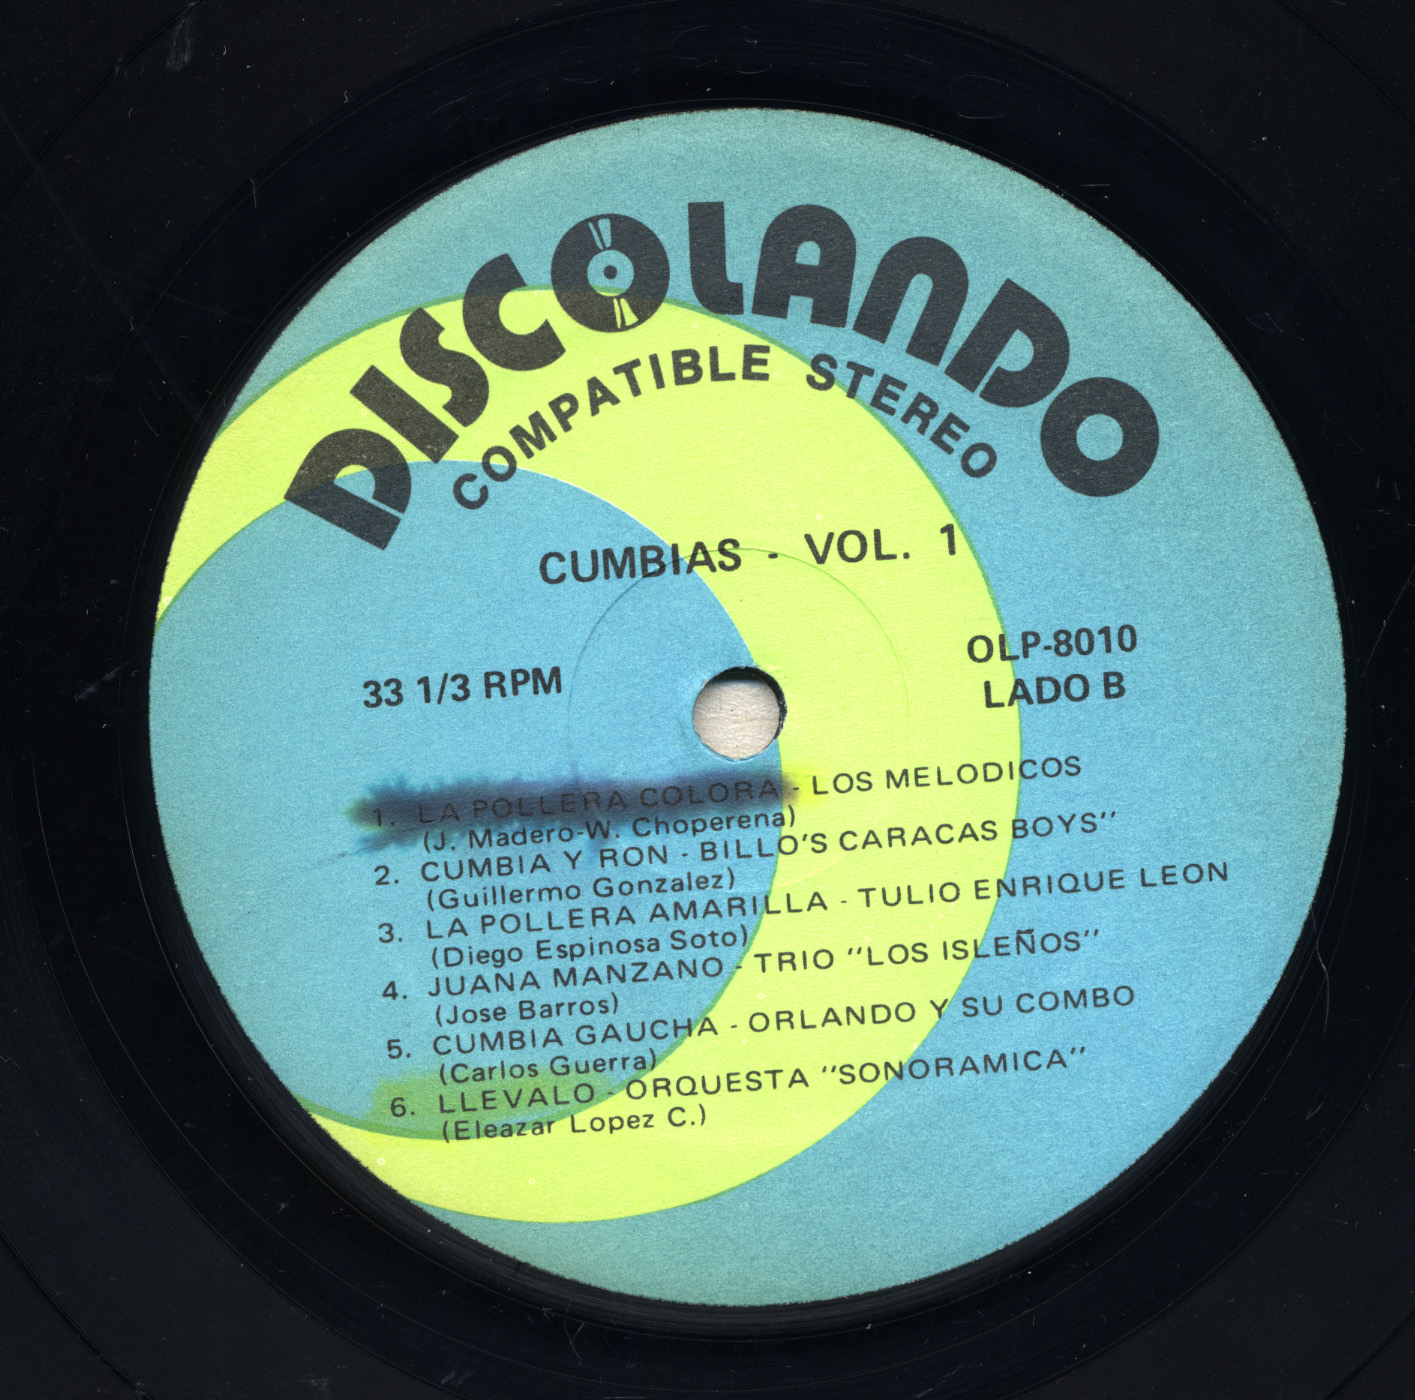 DISCOLANDO
COMPATIBLE STEREO
CUMBIAS - VOL. 1
33 1/3 RPM
OLP-8010
LADO B
1. LA POLLERA COLORA - LOS MELODICOS
(J. Madero-W. Choperena)
2. CUMBIA Y RON - BILLO'S CARACAS BOYS"
(Guillermo Gonzalez)
3. LA POLLERA AMARILLA - TULIO ENRIQUE LEON
(Diego Espinosa Soto)
4. JUANA MANZANO - TRIO "LOS ISLEÑOS"
(Jose Barros)
5. CUMBIA GAUCHA - ORLANDO Y SU COMBO
(Carlos Guerra)
6. LLEVALO - ORQUESTA "SONORAMICA"
(Eleazar Lopez C.)